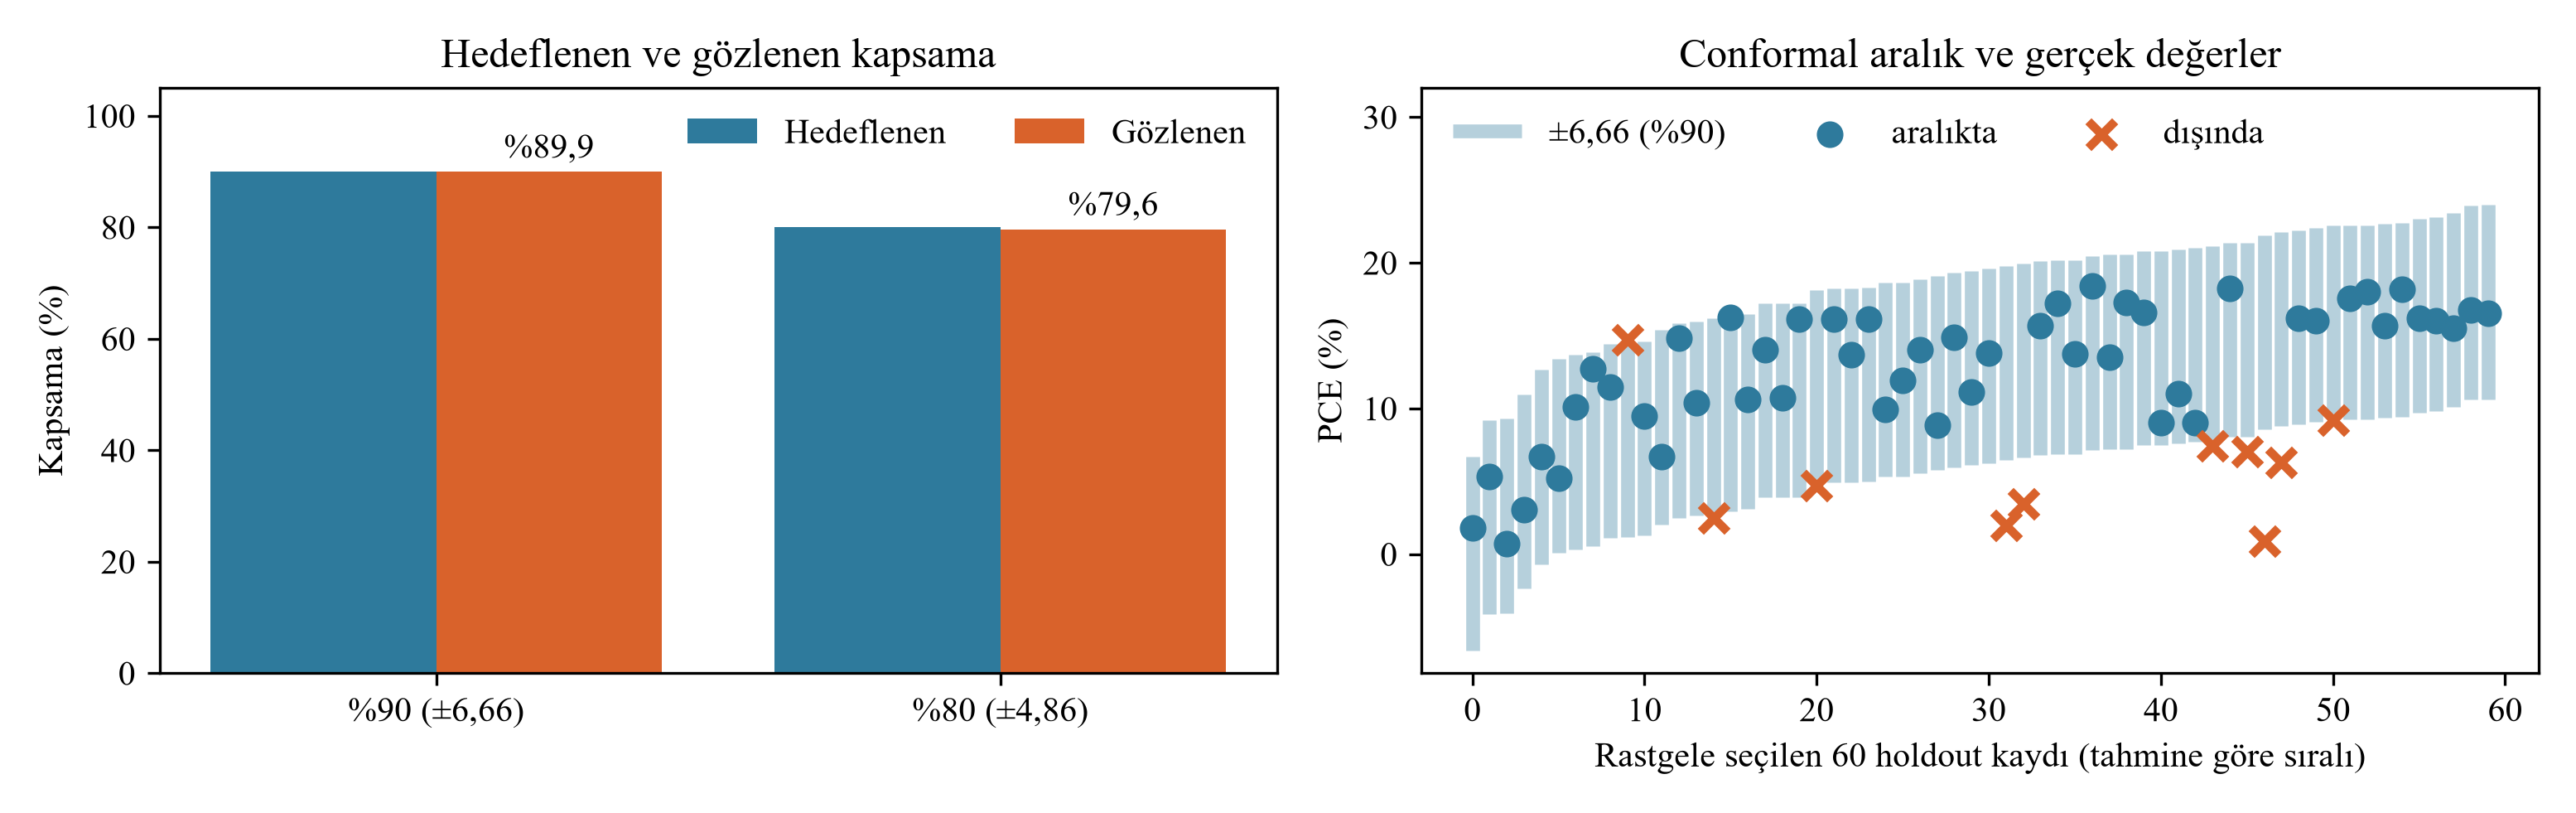 Hedeflenen ve gözlenen kapsama
Kapsama (%)
100
80
60
40
20
0
%89,9
%79,6
Hedeflenen
Gözlenen
%90 (±6,66)
%80 (±4,86)
Conformal aralık ve gerçek değerler
PCE (%)
30
20
10
0
±6,66 (%90)
aralıkta
dışında
0
10
20
30
40
50
60
Rastgele seçilen 60 holdout kaydı (tahmine göre sıralı)